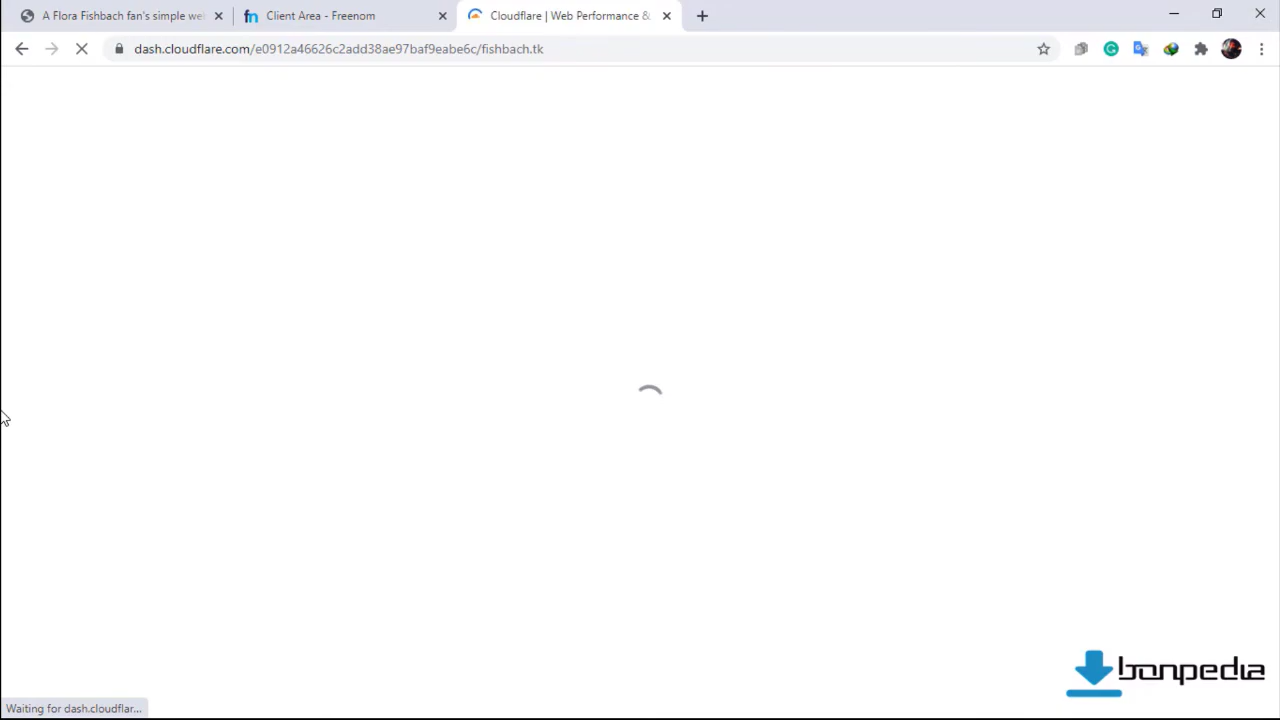 A Flora Fishbach fan's simple we
Client Area - Freenom
Cloudflare | Web Performance &
dash.cloudflare.com/e0912a46626c2add38ae97baf9eabe6c/fishbach.tk
bonpedia
Waiting for dash.cloudflar...